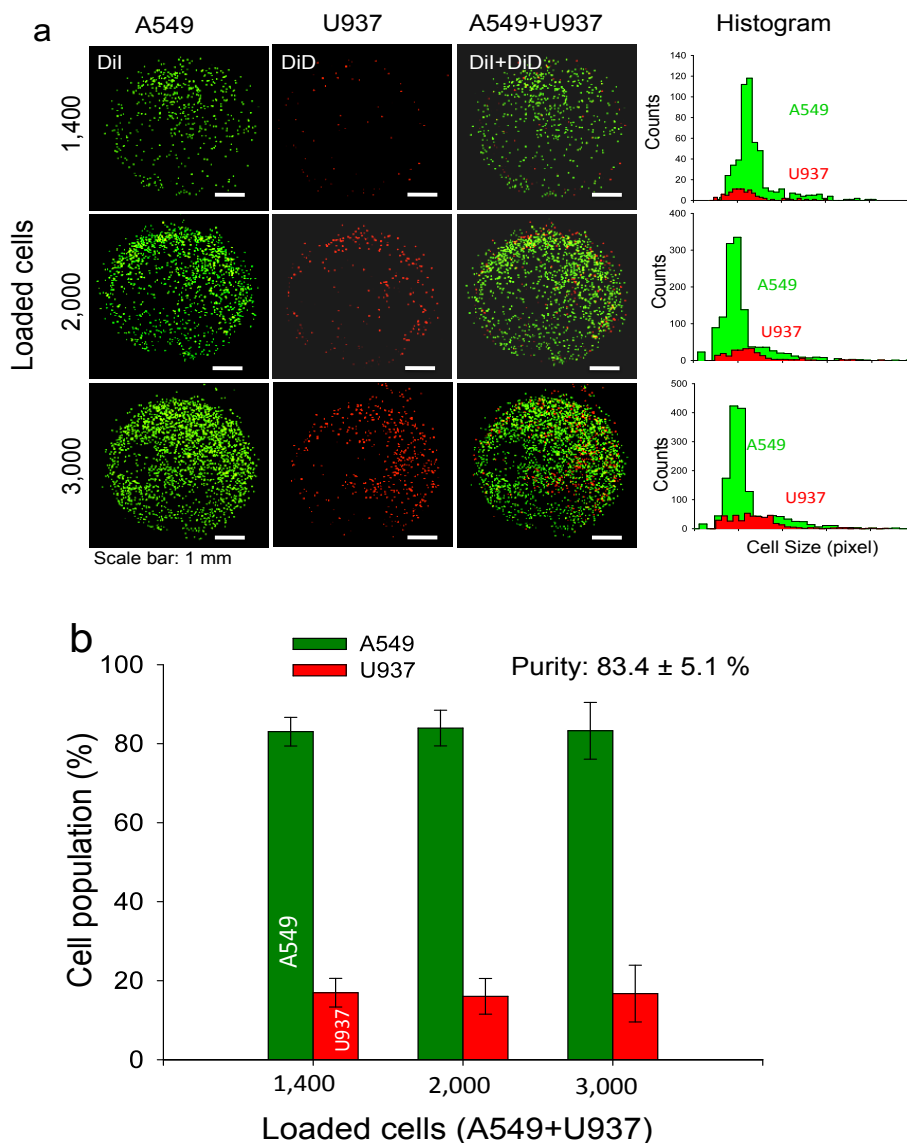 a
A549
U937
A549+U937
Histogram
Loaded cells
1,400
DiI
DiD
DiI+DiD
Counts
140
120
100
80
60
40
20
0
A549
U937
2,000
Counts
400
300
200
100
0
A549
U937
3,000
Counts
500
400
300
200
100
0
A549
U937
Scale bar: 1 mm
Cell Size (pixel)
b
A549
U937
Purity: 83.4 ± 5.1 %
Cell population (%)
100
80
60
40
20
0
A549
U937
1,400
2,000
3,000
Loaded cells (A549+U937)